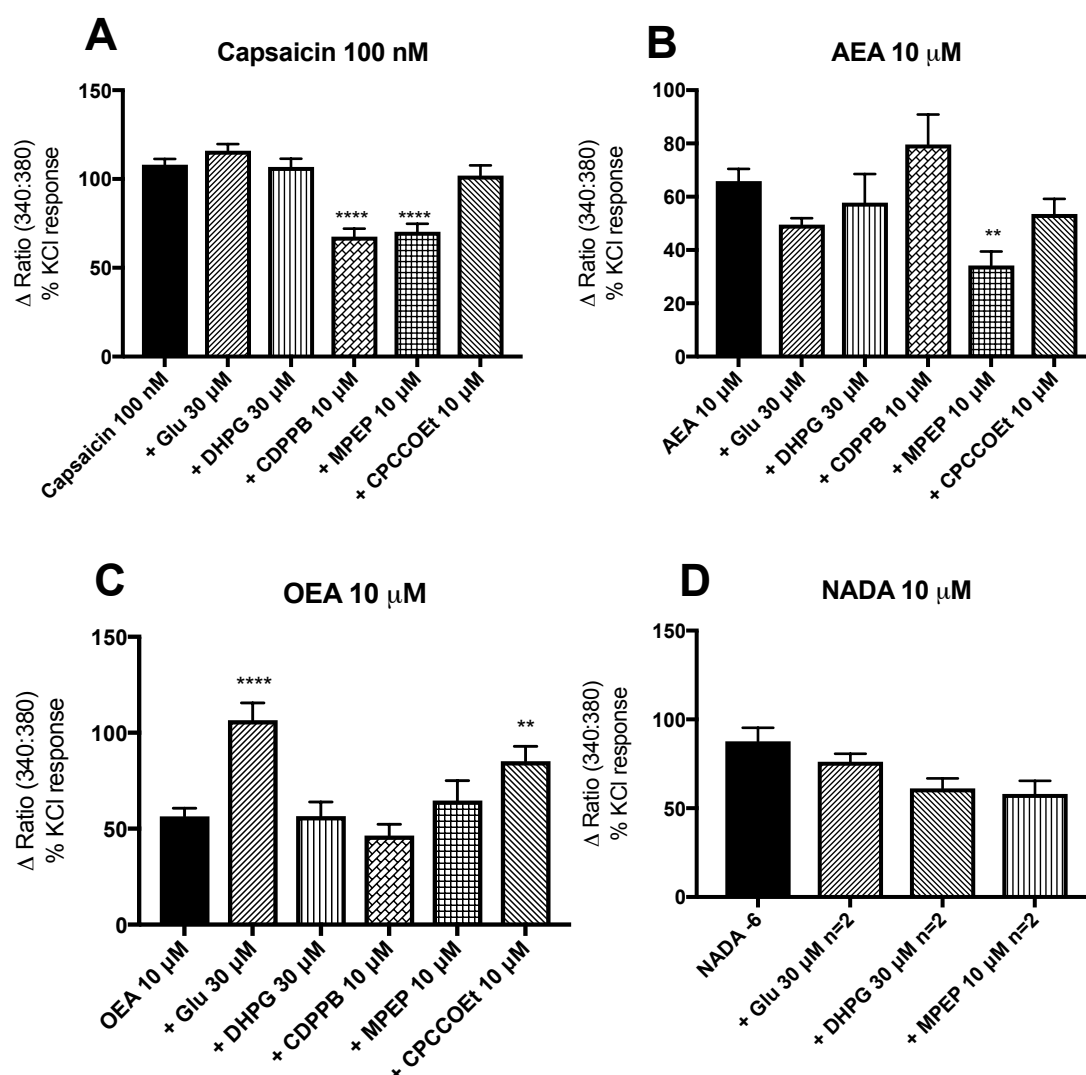 A
Capsaicin 100 nM
Δ Ratio (340:380)
% KCl response
150
100
50
0
Capsaicin 100 nM
+ Glu 30 µM
+ DHPG 30 µM
+ CDPPB 10 µM
+ MPEP 10 µM
+ CPCCOEt 10 µM
****
****
B
AEA 10 µM
Δ Ratio (340:380)
% KCl response
100
80
60
40
20
0
AEA 10 µM
+ Glu 30 µM
+ DHPG 30 µM
+ CDPPB 10 µM
+ MPEP 10 µM
+ CPCCOEt 10 µM
**
C
OEA 10 µM
Δ Ratio (340:380)
% KCl response
150
100
50
0
OEA 10 µM
+ Glu 30 µM
+ DHPG 30 µM
+ CDPPB 10 µM
+ MPEP 10 µM
+ CPCCOEt 10 µM
****
**
D
NADA 10 µM
Δ Ratio (340:380)
% KCl response
150
100
50
0
NADA -6
+ Glu 30 µM n=2
+ DHPG 30 µM n=2
+ MPEP 10 µM n=2